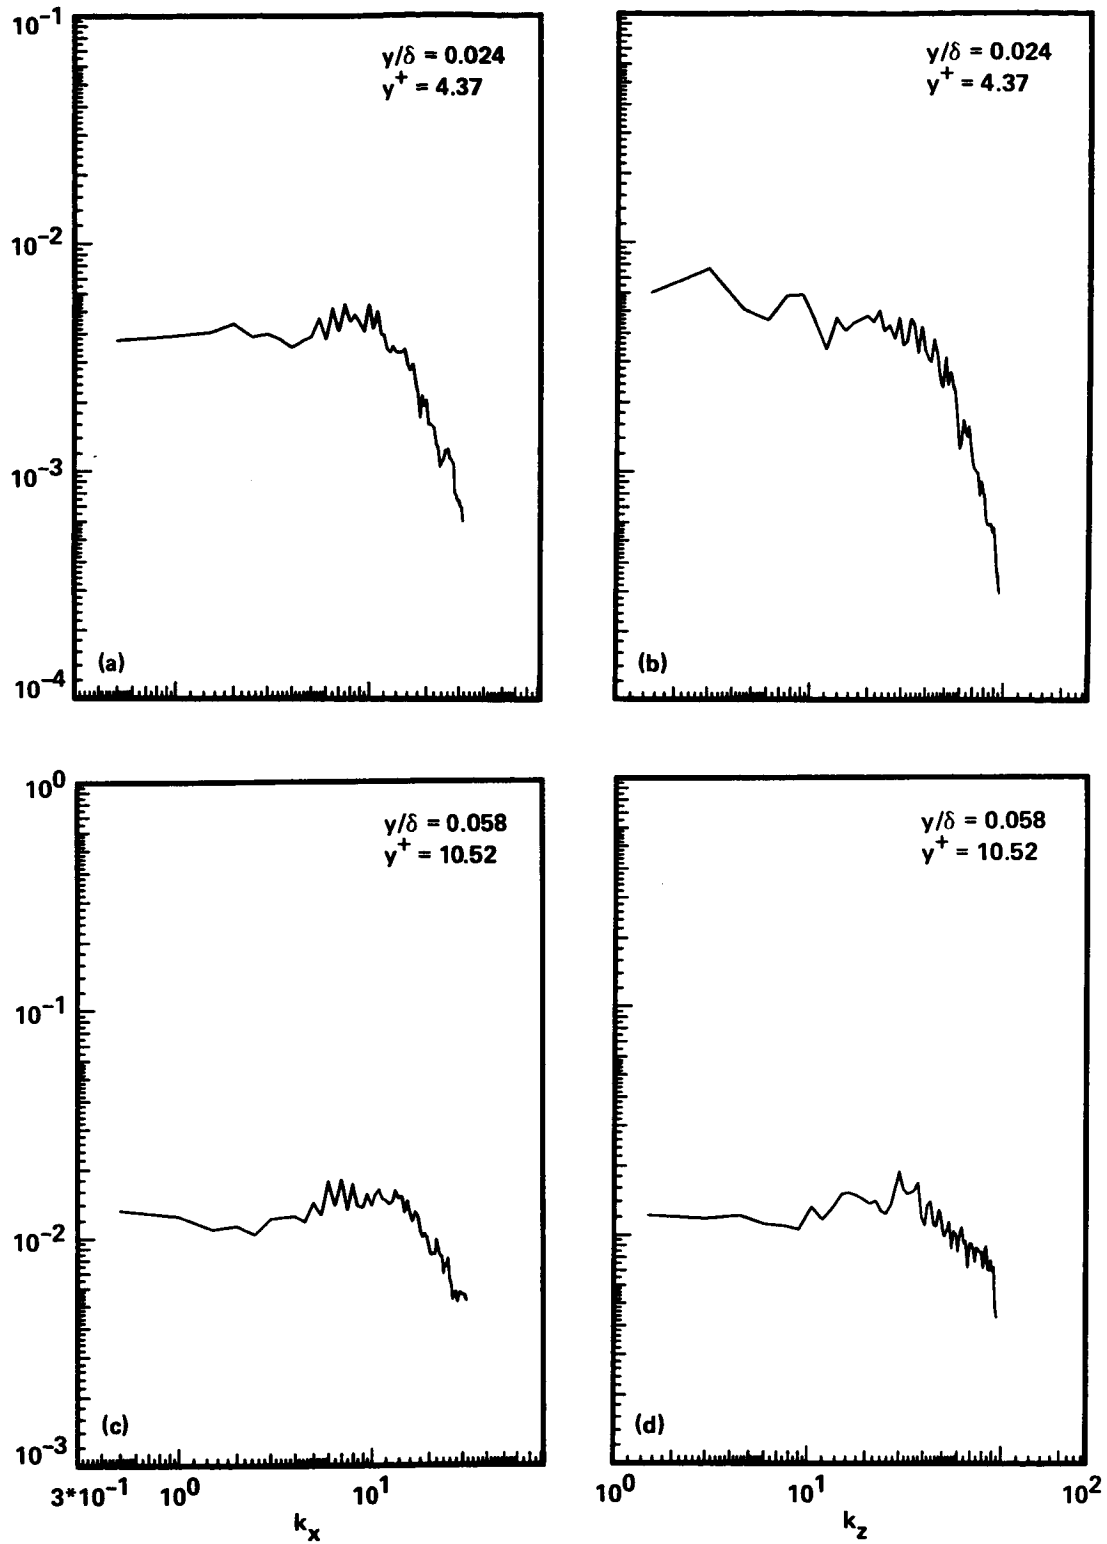 10^-1
y/δ = 0.024
y^+ = 4.37
10^-2
10^-3
10^-4
(a)
y/δ = 0.024
y^+ = 4.37
(b)
10^0
y/δ = 0.058
y^+ = 10.52
10^-1
10^-2
10^-3
(c)
3*10^-1 10^0 10^1
k_x
y/δ = 0.058
y^+ = 10.52
(d)
10^0 10^1 10^2
k_z